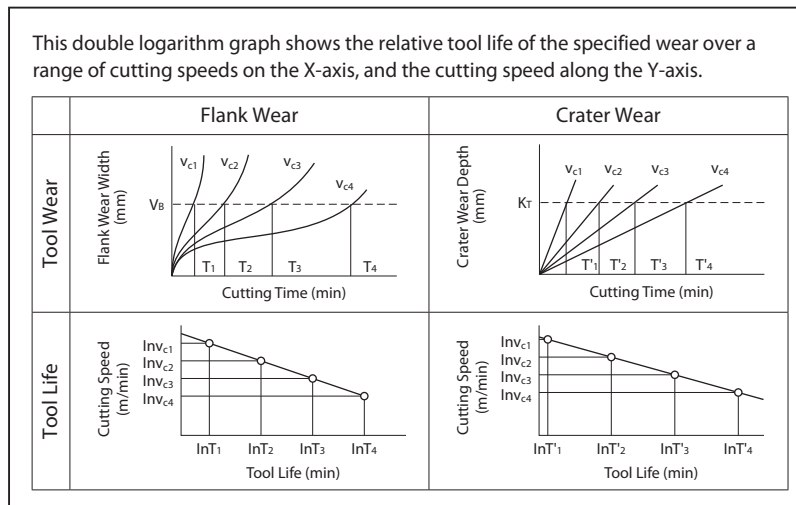 This double logarithm graph shows the relative tool life of the specified wear over a
range of cutting speeds on the X-axis, and the cutting speed along the Y-axis.
Flank Wear
Crater Wear
Tool Wear
Flank Wear Width
(mm)
VB
vc1
vc2
vc3
vc4
T1
T2
T3
T4
Cutting Time (min)
Crater Wear Depth
(mm)
KT
vc1
vc2
vc3
vc4
T'1
T'2
T'3
T'4
Cutting Time (min)
Tool Life
Cutting Speed
(m/min)
Invc1
Invc2
Invc3
Invc4
InT1
InT2
InT3
InT4
Tool Life (min)
Cutting Speed
(m/min)
Invc1
Invc2
Invc3
Invc4
InT'1
InT'2
InT'3
InT'4
Tool Life (min)